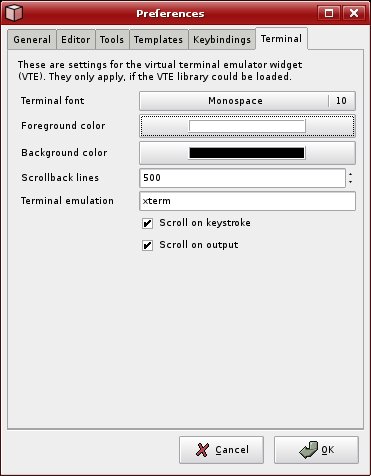 Preferences
General Editor Tools Templates Keybindings Terminal
These are settings for the virtual terminal emulator widget
(VTE). They only apply, if the VTE library could be loaded.
Terminal font Monospace 10
Foreground color
Background color
Scrollback lines 500
Terminal emulation xterm
Scroll on keystroke
Scroll on output
Cancel OK